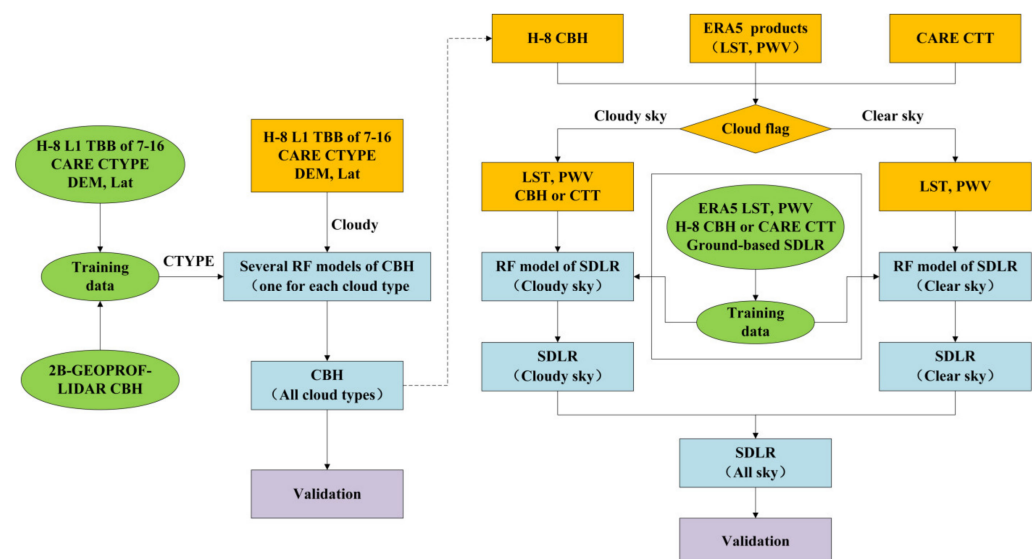 H-8 L1 TBB of 7-16
CARE CTYPE
DEM, Lat
Training
data
2B-GEOPROF-
LIDAR CBH
CTYPE
H-8 L1 TBB of 7-16
CARE CTYPE
DEM, Lat
Cloudy
Several RF models of CBH
（one for each cloud type
CBH
（All cloud types）
Validation
H-8 CBH
ERA5 products
（LST, PWV）
CARE CTT
Cloudy sky
Cloud flag
Clear sky
LST, PWV
CBH or CTT
ERA5 LST, PWV
H-8 CBH or CARE CTT
Ground-based SDLR
LST, PWV
RF model of SDLR
（Cloudy sky）
Training
data
RF model of SDLR
（Clear sky）
SDLR
（Cloudy sky）
SDLR
（Clear sky）
SDLR
（All sky）
Validation